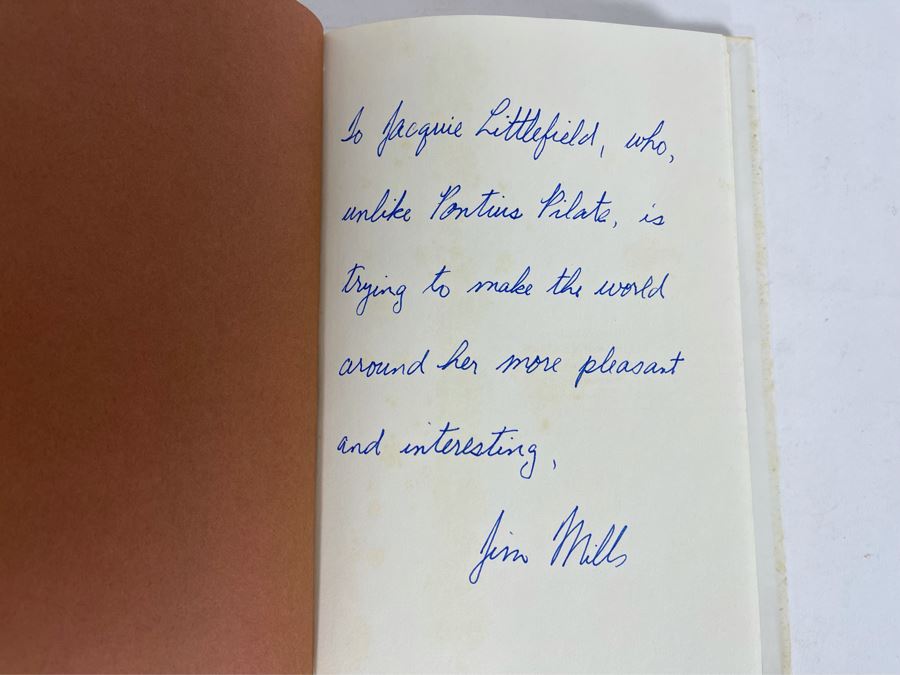 To Jacquie Littlefield, who,
unlike Pontius Pilate, is
trying to make the world
around her more pleasant
and interesting,
Jim Mills